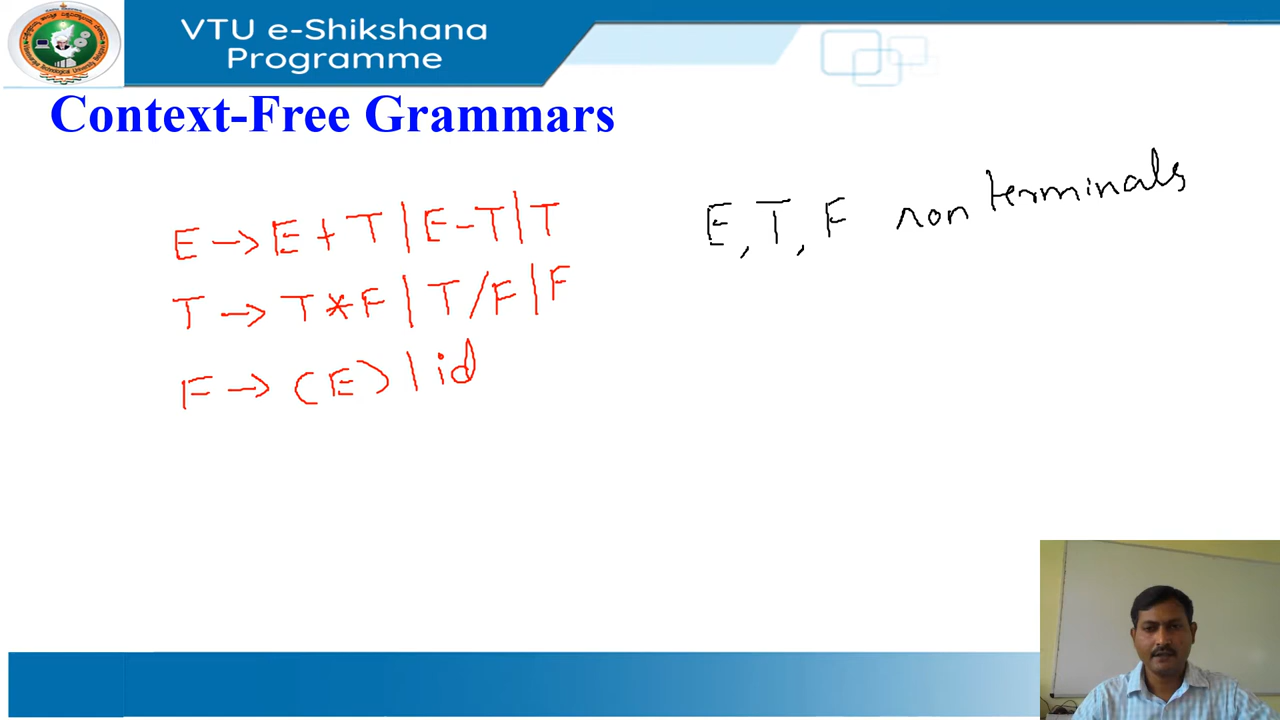 VTU e-Shikshana
Programme
Context-Free Grammars
E → E + T | E - T | T
T → T * F | T / F | F
F → (E) | id
E, T, F non terminals